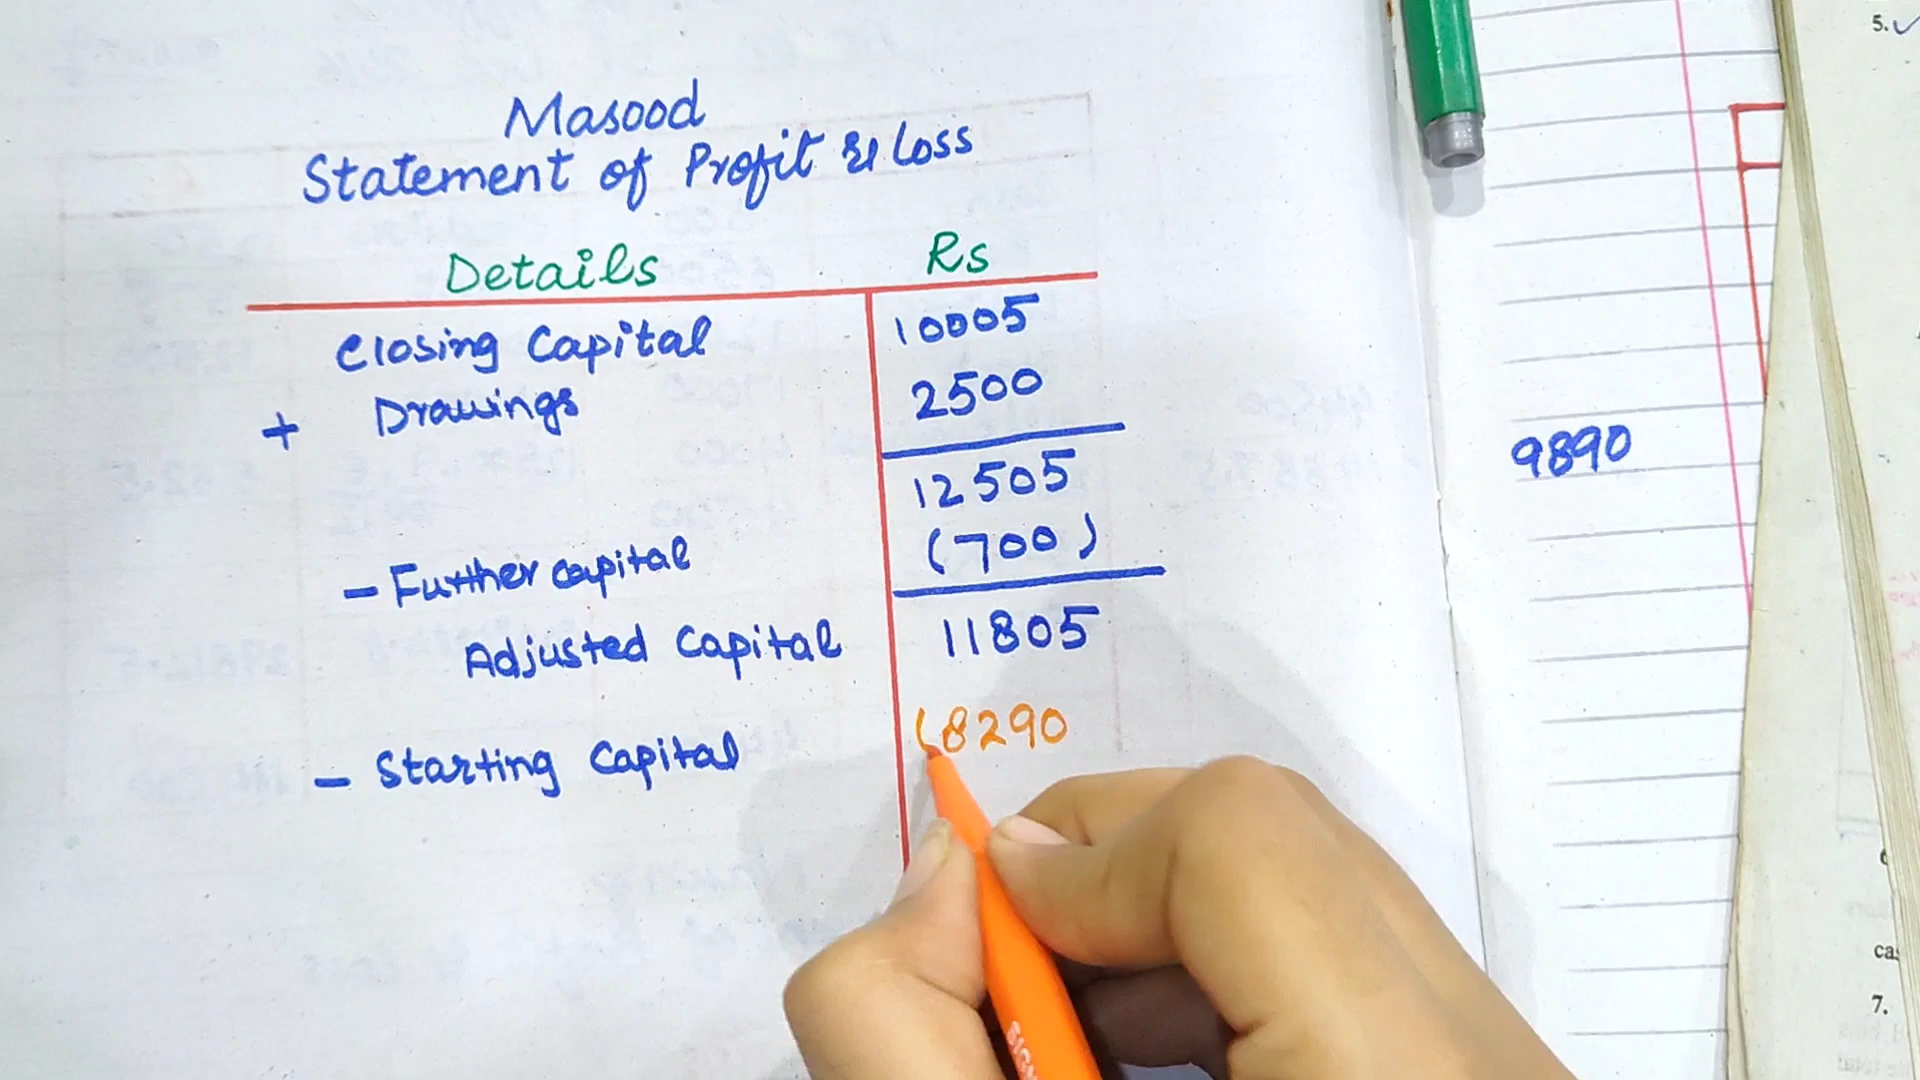 Masood
Statement of Profit & Loss
Details Rs
Closing Capital 10005
+ Drawings 2500
12505
- Further capital (700)
Adjusted Capital 11805
- Starting Capital (8290
9890
5.
7.